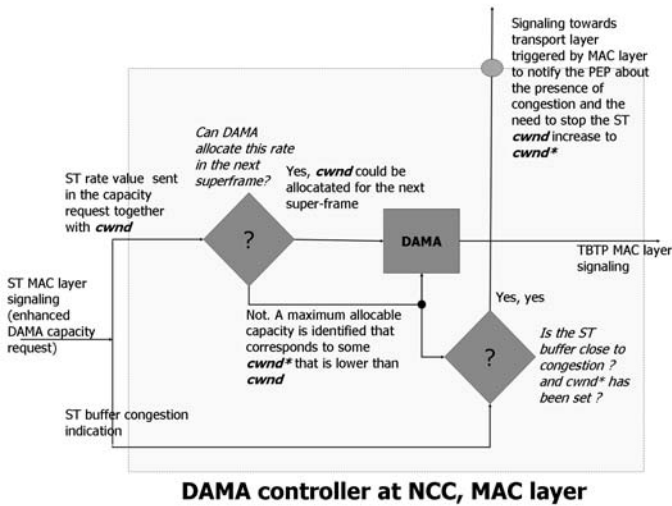 Signaling towards
transport layer
triggered by MAC layer
to notify the PEP about
the presence of
congestion and the
need to stop the ST
cwnd increase to
cwnd*
Can DAMA
allocate this rate
in the next
superframe?
ST rate value sent
in the capacity
request together
with cwnd
Yes, cwnd could be
allocatated for the next
super-frame
?
DAMA
TBTP MAC layer
signaling
ST MAC layer
signaling
(enhanced
DAMA capacity
request)
Not. A maximum allocable
capacity is identified that
corresponds to some
cwnd* that is lower than
cwnd
Yes, yes
?
Is the ST
buffer close to
congestion ?
and cwnd* has
been set ?
ST buffer congestion
indication
DAMA controller at NCC, MAC layer